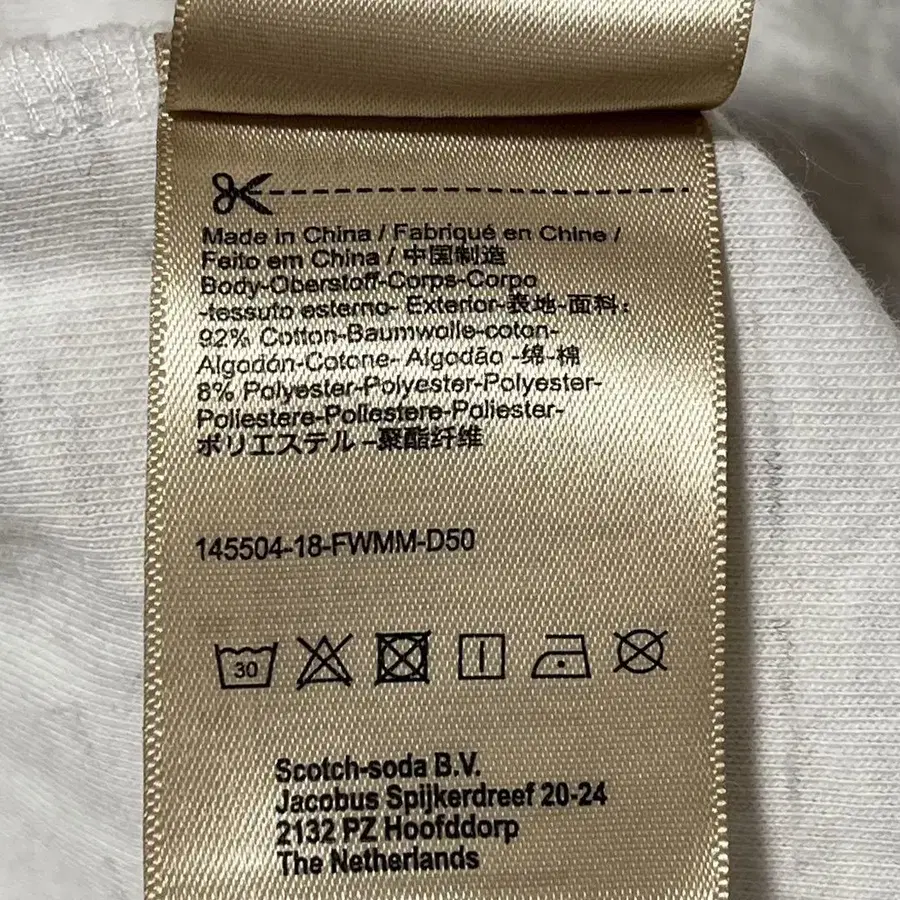 Made in China / Fabriqué en Chine /
Feito em China / 中国制造
Body-Oberstoff-Corps-Corpo
-tessuto esterno- Exterior-表地-面料:
92% Cotton-Baumwolle-coton-
Algodón-Cotone- Algodão -绵-棉
8% Polyester-Polyester-Polyester-
Poliestere-Poliestere-Poliester-
ポリエステル -聚酯纤维
145504-18-FWMM-D50
30
Scotch-soda B.V.
Jacobus Spijkerdreef 20-24
2132 PZ Hoofddorp
The Netherlands